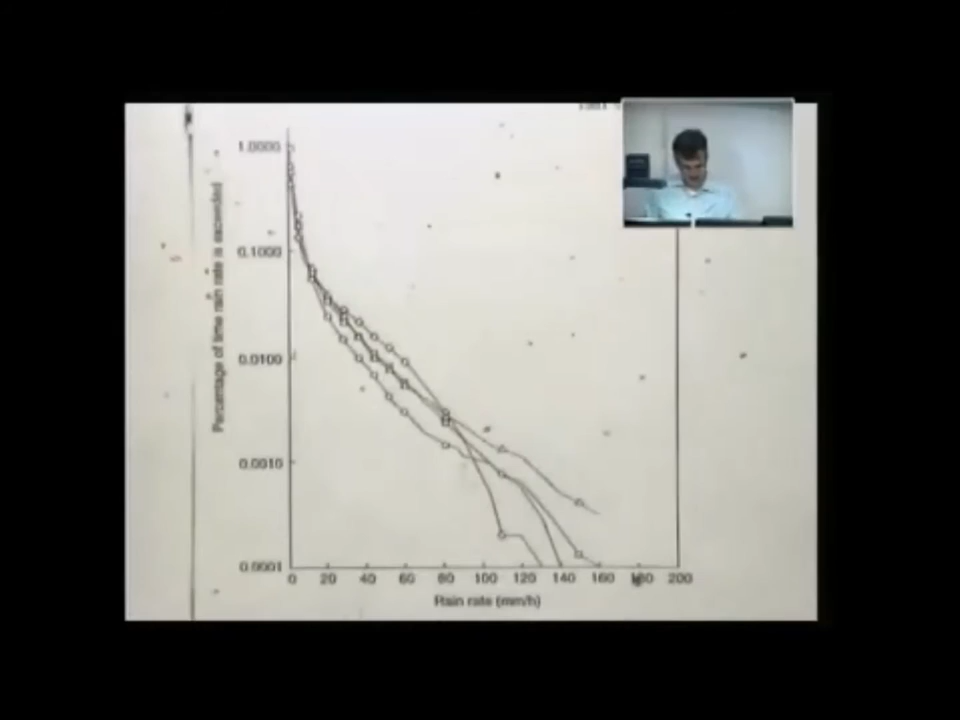 1.0000
Percentage of time rain rate is exceeded
0.1000
0.0100
0.0010
0.0001
0 20 40 60 80 100 120 140 160 180 200
Rain rate (mm/h)